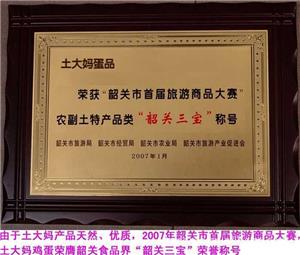 土大妈蛋品
荣获“韶关市首届旅游商品大赛”
农副土特产品类“韶关三宝”称号
韶关市旅游局 韶关市经贸局 韶关市农业局 韶关市旅游产业促进会
2007年1月
由于土大妈产品天然、优质，2007年韶关市首届旅游商品大赛，
土大妈鸡蛋荣膺韶关食品界“韶关三宝”荣誉称号